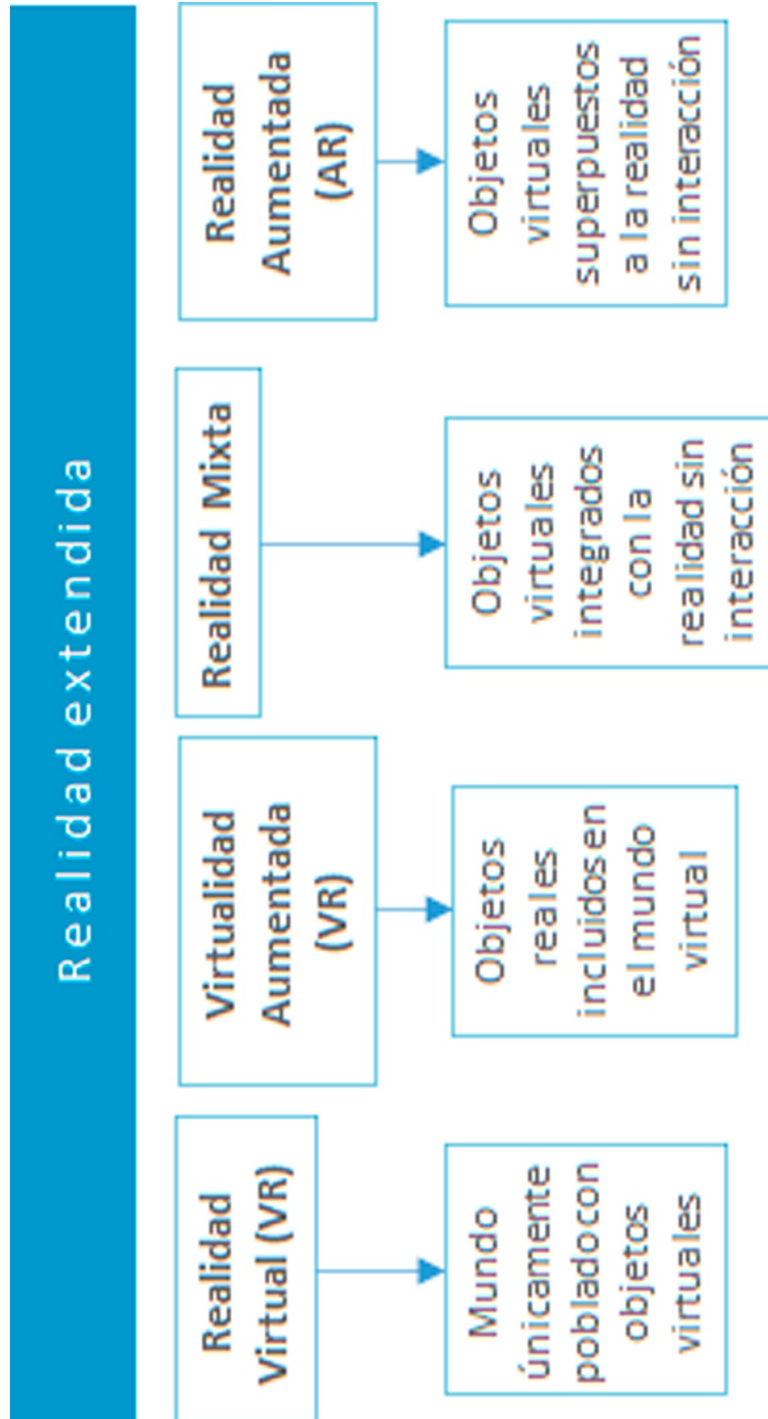 Realidad extendida
Realidad
Virtual (VR)
Mundo
únicamente
poblado con
objetos
virtuales
Virtualidad
Aumentada
(VR)
Objetos
reales
incluidos en
el mundo
virtual
Realidad Mixta
Objetos
virtuales
integrados
con la
realidad sin
interacción
Realidad
Aumentada
(AR)
Objetos
virtuales
superpuestos
a la realidad
sin interacción